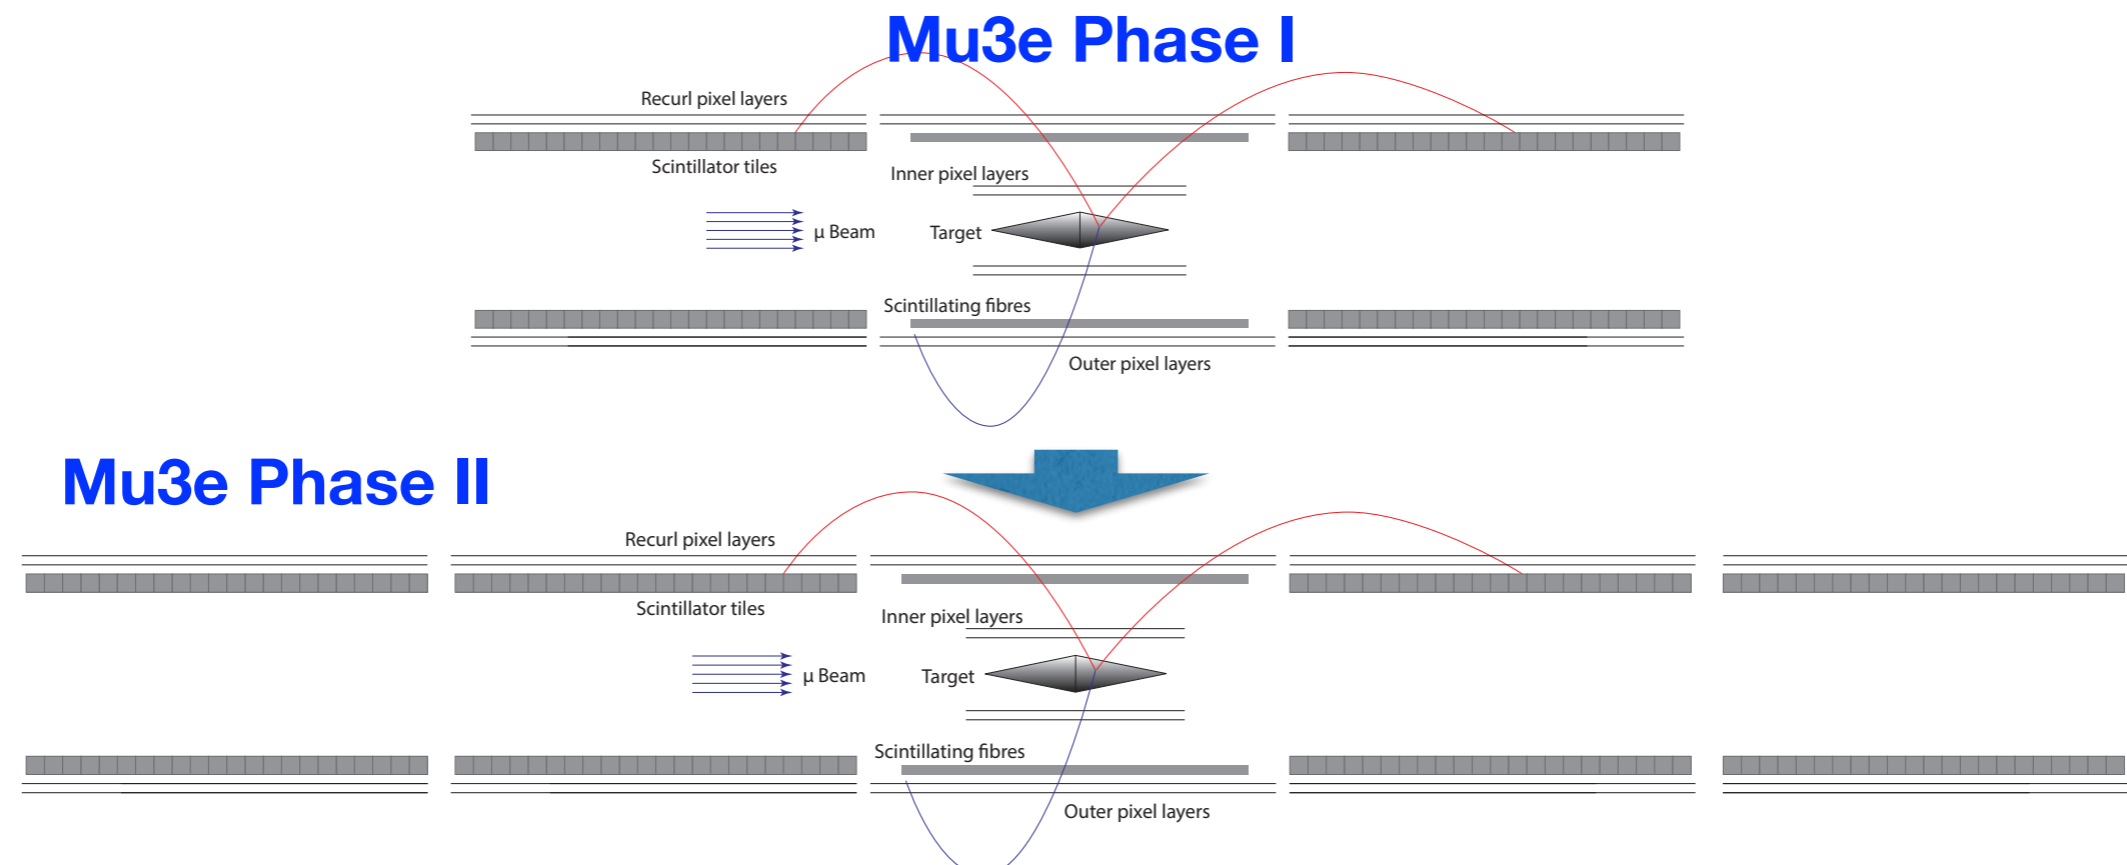 Mu3e Phase I
Recurl pixel layers
Scintillator tiles
Inner pixel layers
μ Beam
Target
Scintillating fibres
Outer pixel layers
Mu3e Phase II
Recurl pixel layers
Scintillator tiles
Inner pixel layers
μ Beam
Target
Scintillating fibres
Outer pixel layers